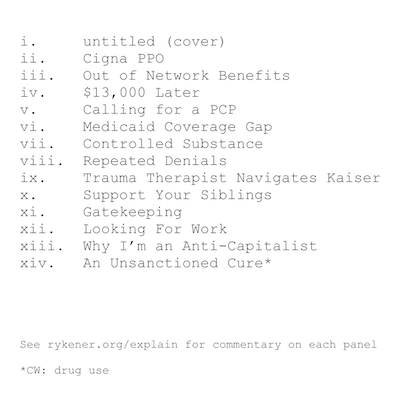 i. untitled (cover)
ii. Cigna PPO
iii. Out of Network Benefits
iv. $13,000 Later
v. Calling for a PCP
vi. Medicaid Coverage Gap
vii. Controlled Substance
viii. Repeated Denials
ix. Trauma Therapist Navigates Kaiser
x. Support Your Siblings
xi. Gatekeeping
xii. Looking For Work
xiii. Why I’m an Anti-Capitalist
xiv. An Unsanctioned Cure*
See rykener.org/explain for commentary on each panel
*CW: drug use